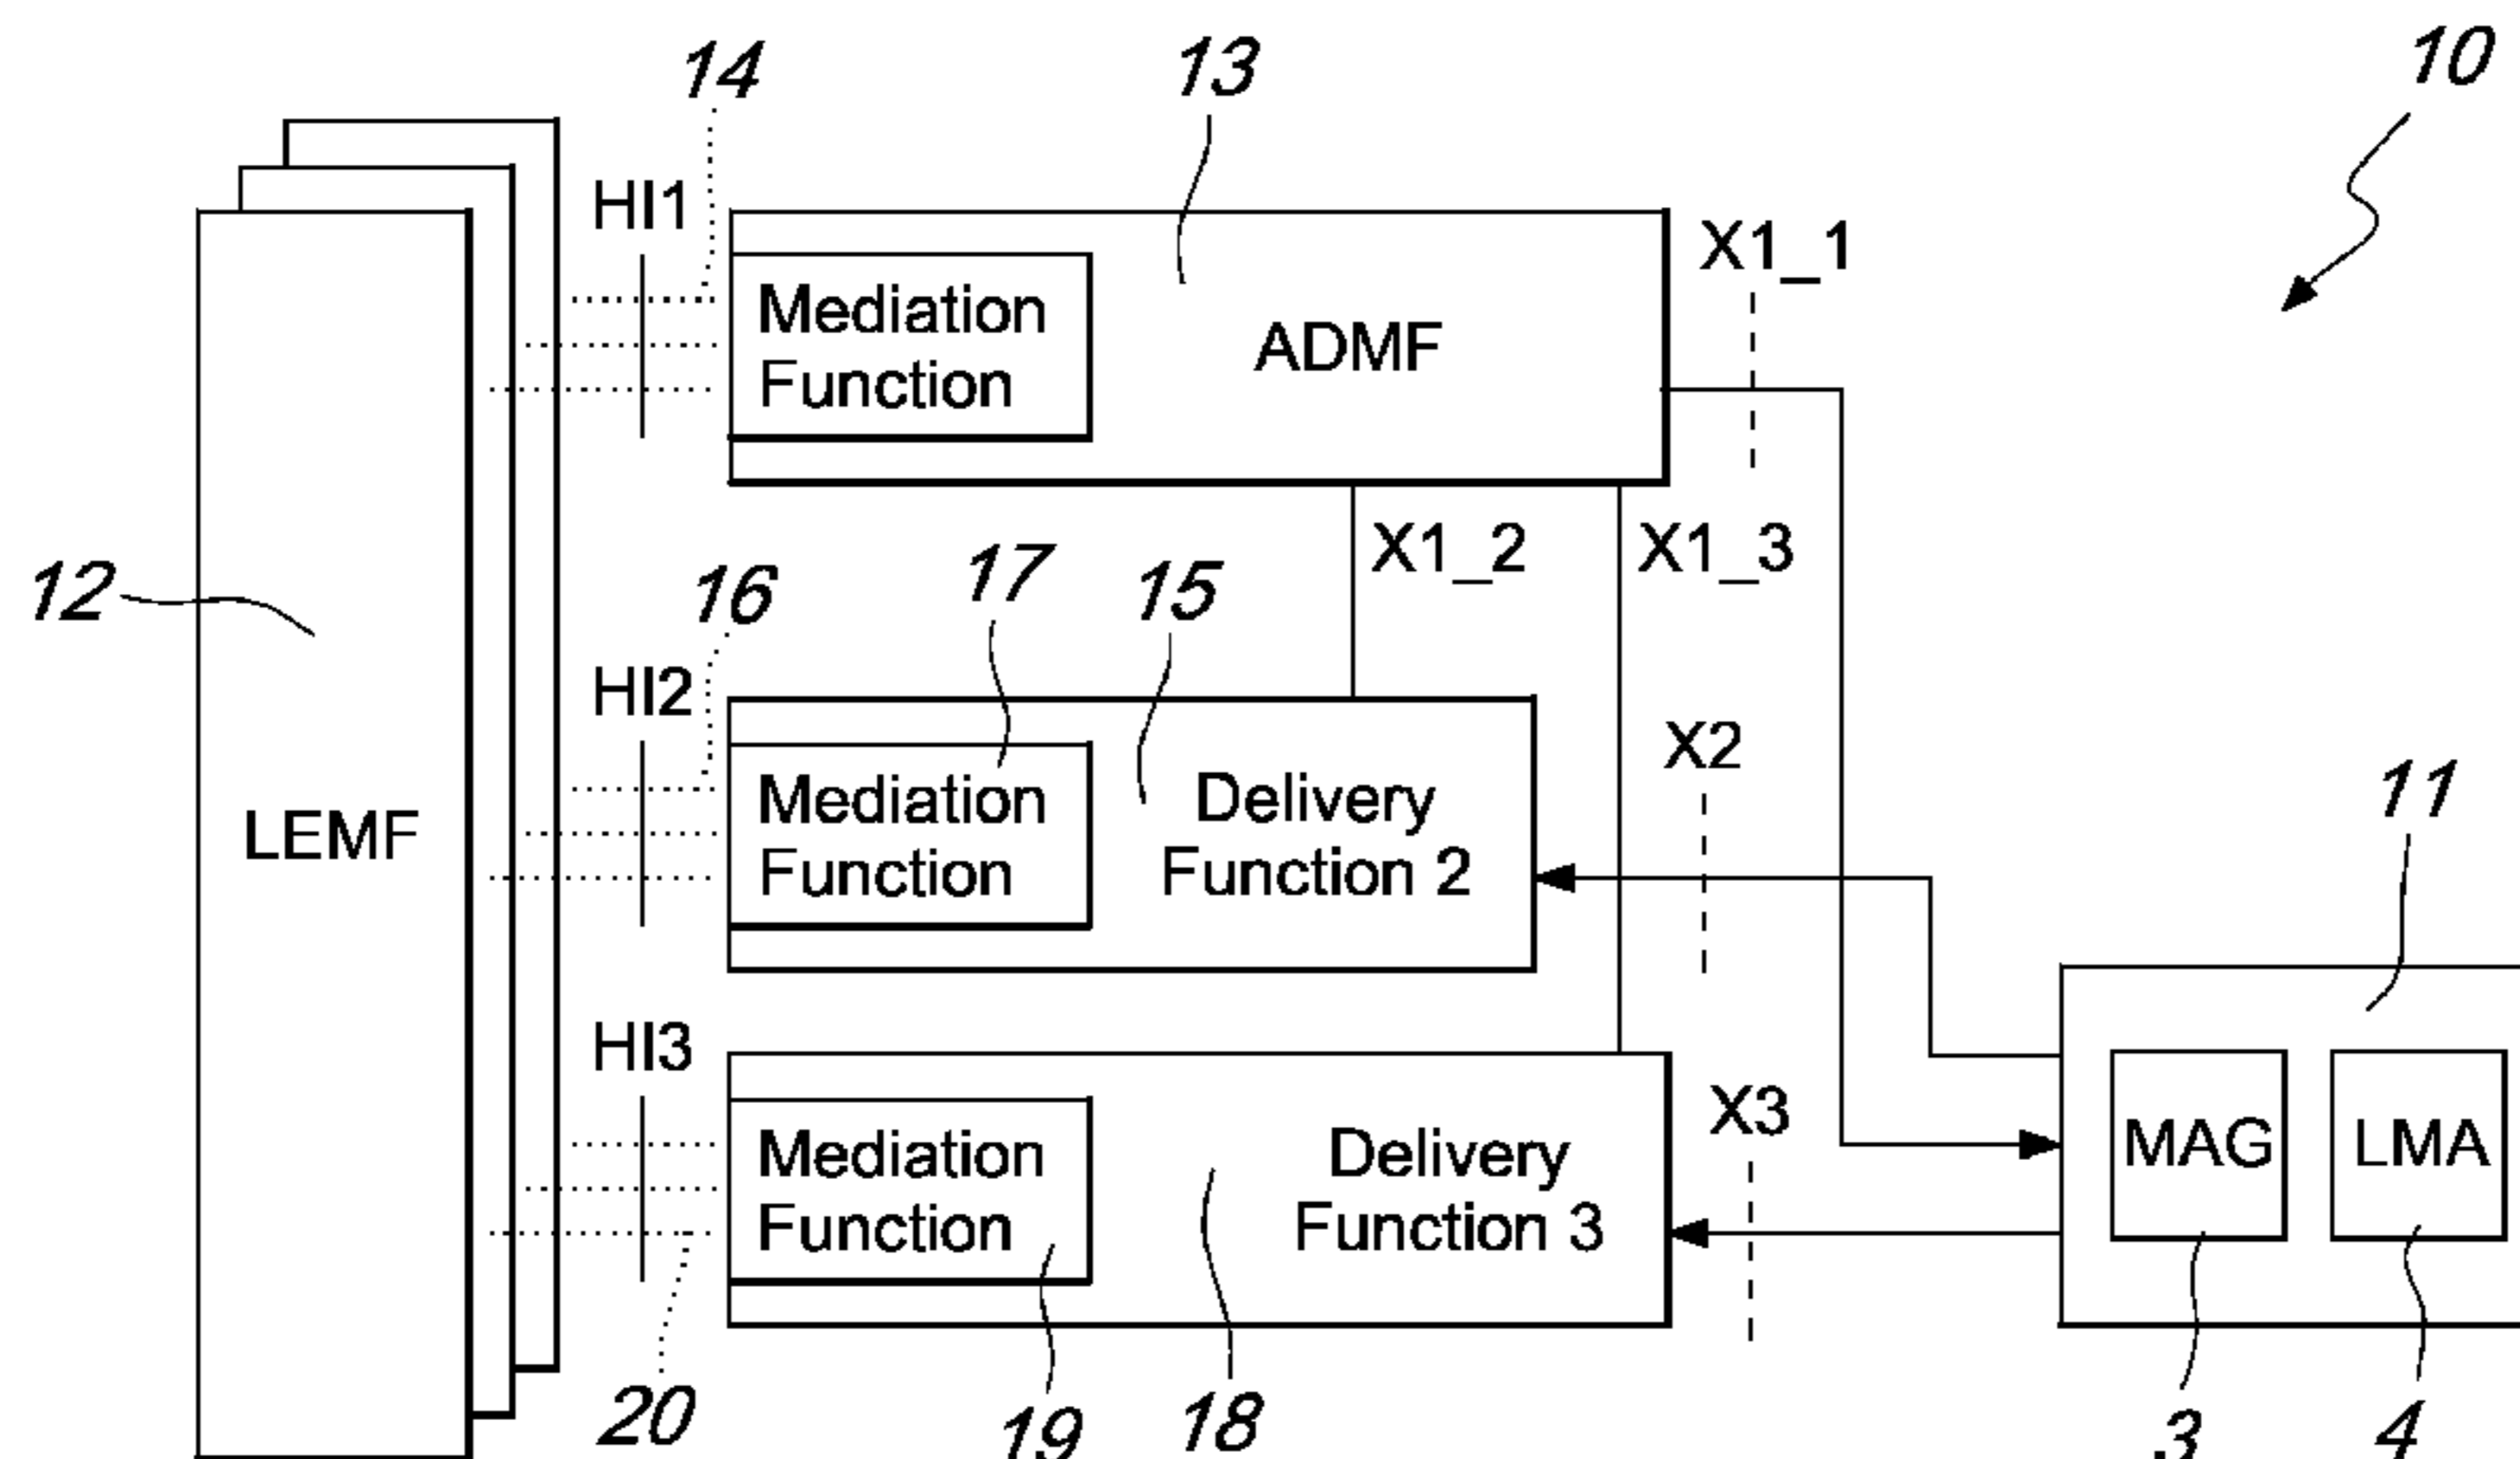 14
13
10
HI1
X1_1
Mediation
Function
ADMF
12
LEMF
X1_2
X1_3
16
17
15
HI2
X2
Mediation
Function
Delivery
Function 2
11
HI3
X3
Mediation
Function
Delivery
Function 3
MAG
LMA
20
19
18
3
4